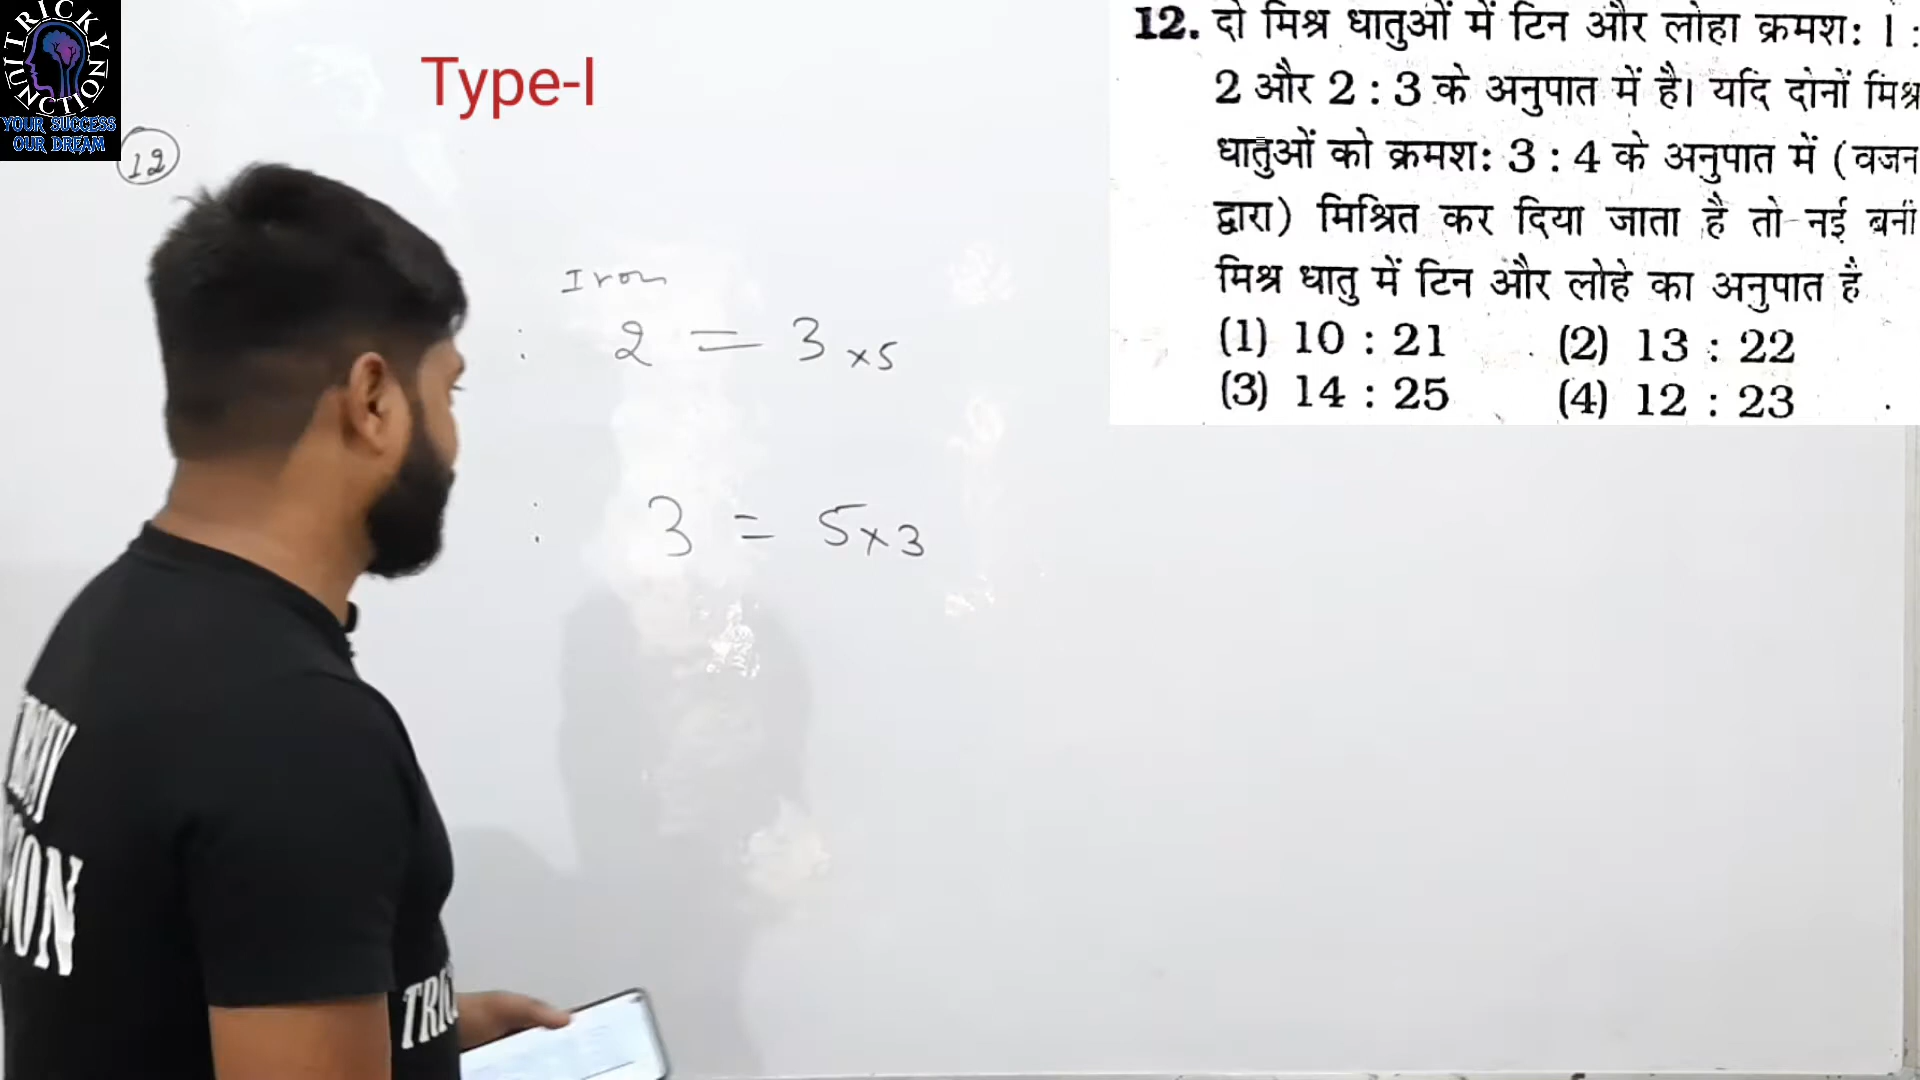 TRICKY NUITJUNCTION
YOUR SUCCESS
OUR DREAM
Type-I
12
Iron
: 2 = 3 ×5
: 3 = 5×3
12. दो मिश्र धातुओं में टिन और लोहा क्रमश: 1 :
2 और 2 : 3 के अनुपात में है। यदि दोनों मिश्र
धातुओं को क्रमश: 3 : 4 के अनुपात में (वजन
द्वारा) मिश्रित कर दिया जाता है तो नई बनी
मिश्र धातु में टिन और लोहे का अनुपात है
(1) 10 : 21 (2) 13 : 22
(3) 14 : 25 (4) 12 : 23